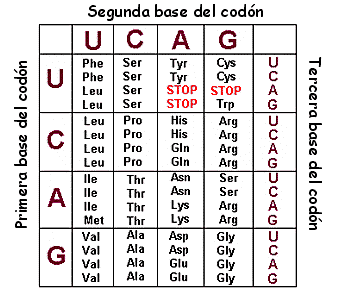 Segunda base del codón
U C A G
Primera base del codón
U
Phe Ser Tyr Cys U
Phe Ser Tyr Cys C
Leu Ser STOP STOP A
Leu Ser STOP Trp G
C
Leu Pro His Arg U
Leu Pro His Arg C
Leu Pro Gln Arg A
Leu Pro Gln Arg G
A
Ile Thr Asn Ser U
Ile Thr Asn Ser C
Ile Thr Lys Arg A
Met Thr Lys Arg G
G
Val Ala Asp Gly U
Val Ala Asp Gly C
Val Ala Glu Gly A
Val Ala Glu Gly G
Tercera base del codón